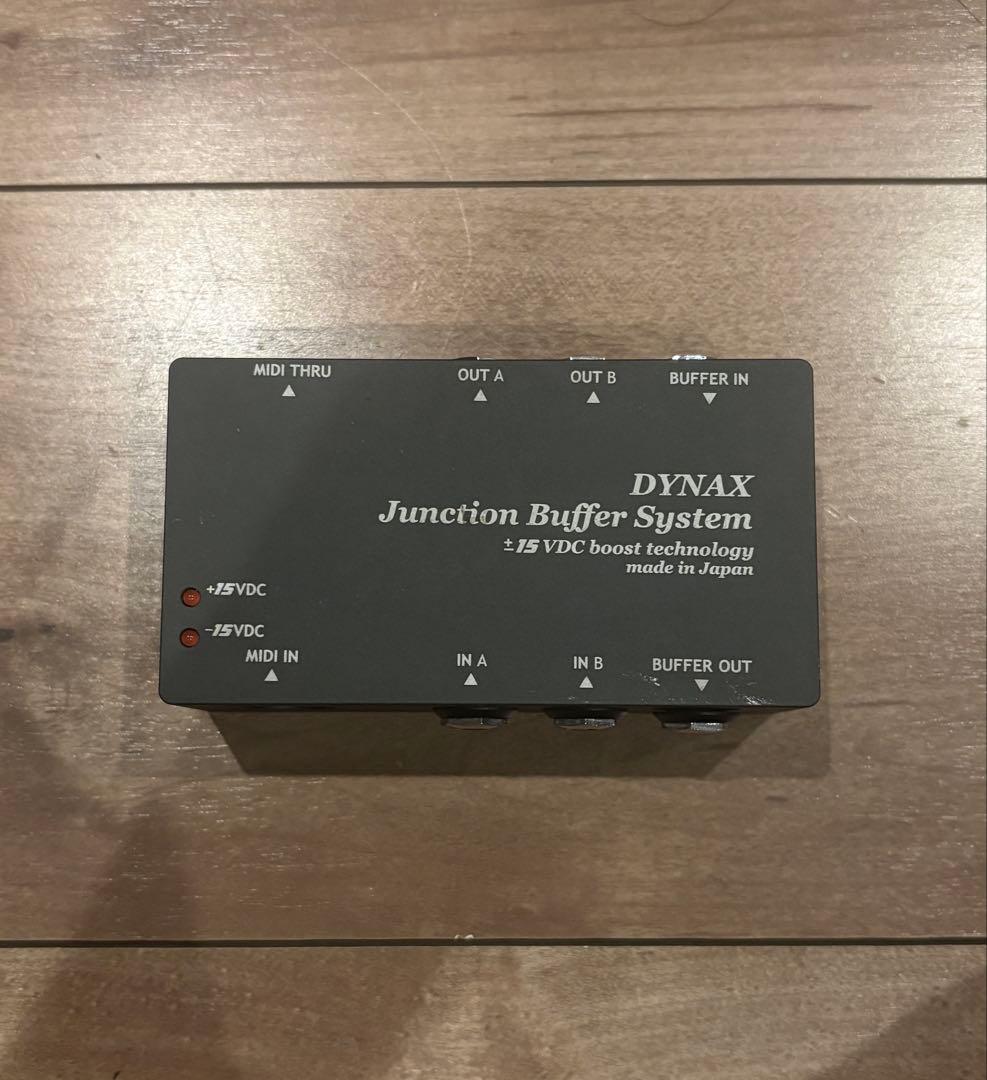 MIDI THRU
OUT A
OUT B
BUFFER IN
DYNAX
Junction Buffer System
±15 VDC boost technology
made in Japan
+15VDC
-15VDC
MIDI IN
IN A
IN B
BUFFER OUT